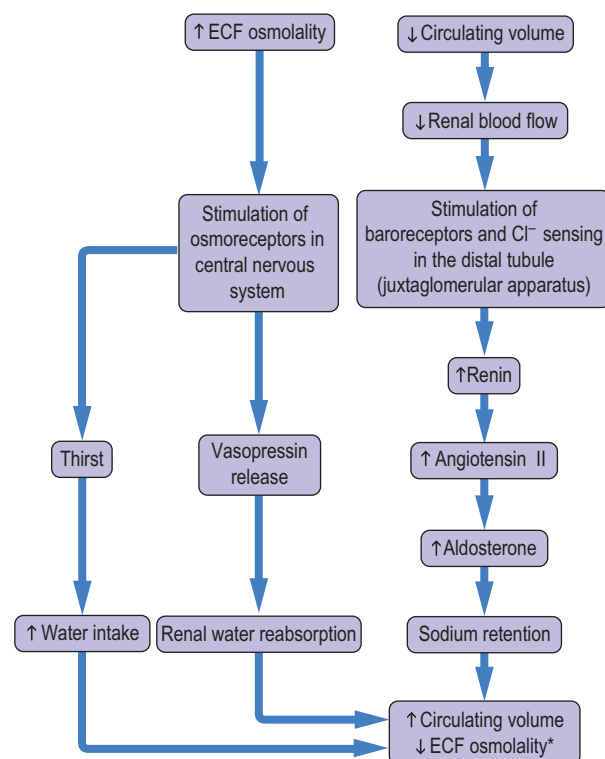 ↑ECF osmolality
↓Circulating volume
↓Renal blood flow
Stimulation of
osmoreceptors in
central nervous
system
Stimulation of
baroreceptors and Cl⁻ sensing
in the distal tubule
(juxtaglomerular apparatus)
↑Renin
Thirst
Vasopressin
release
↑Angiotensin II
↑Aldosterone
↑Water intake
Renal water reabsorption
Sodium retention
↑Circulating volume
↓ECF osmolality*